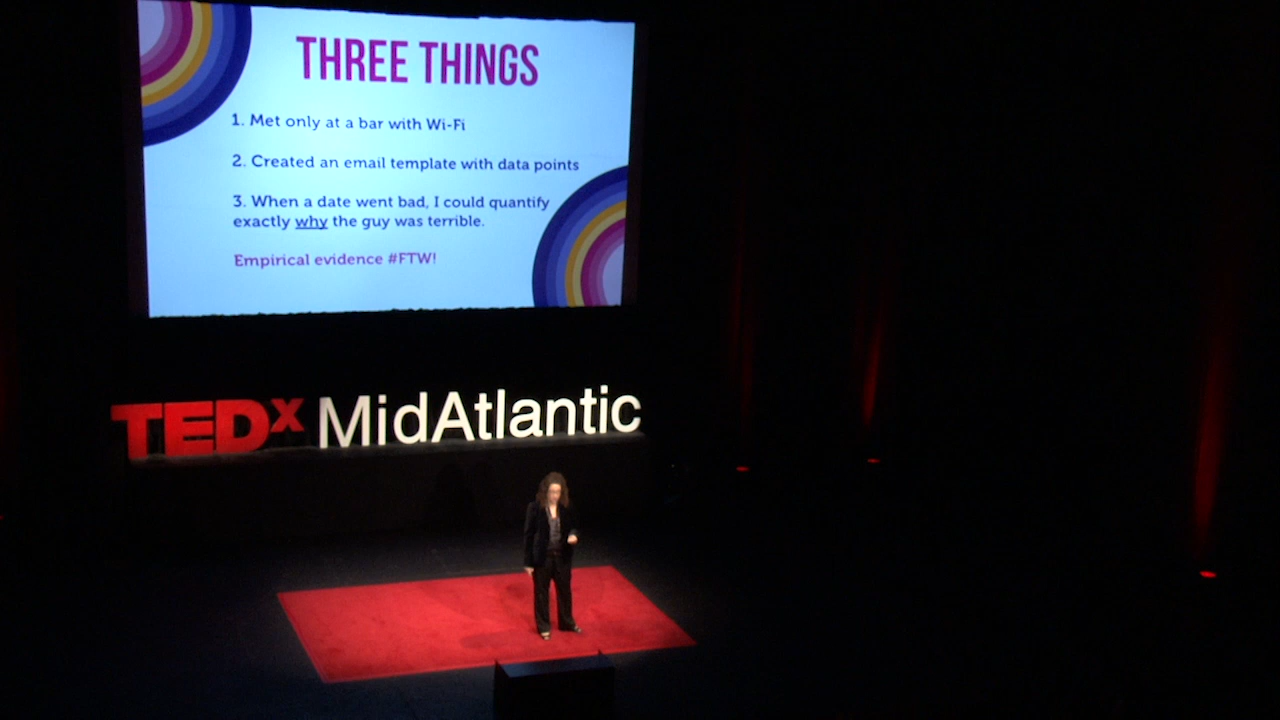 THREE THINGS
1. Met only at a bar with Wi-Fi
2. Created an email template with data points
3. When a date went bad, I could quantify
exactly why the guy was terrible.
Empirical evidence #FTW!
TEDx MidAtlantic